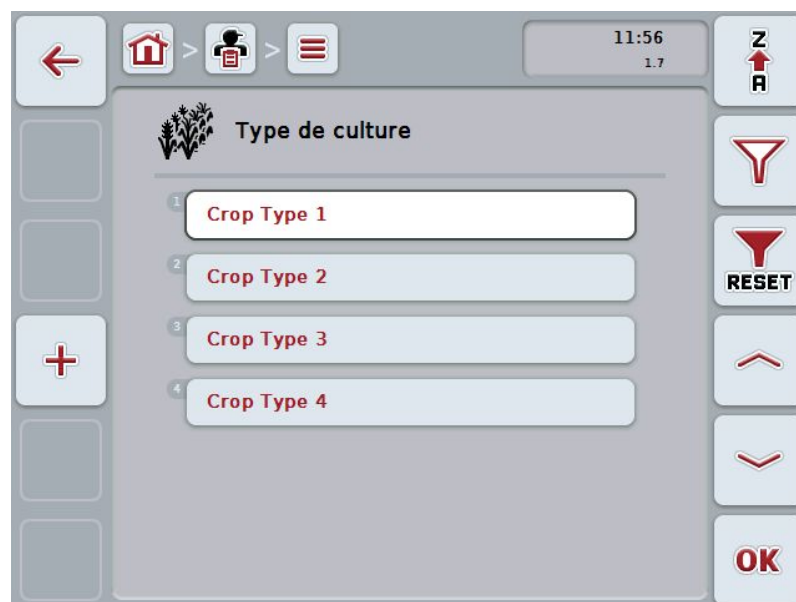 11:56
1.7
Z
A
Type de culture
1
Crop Type 1
2
Crop Type 2
RESET
3
Crop Type 3
4
Crop Type 4
OK